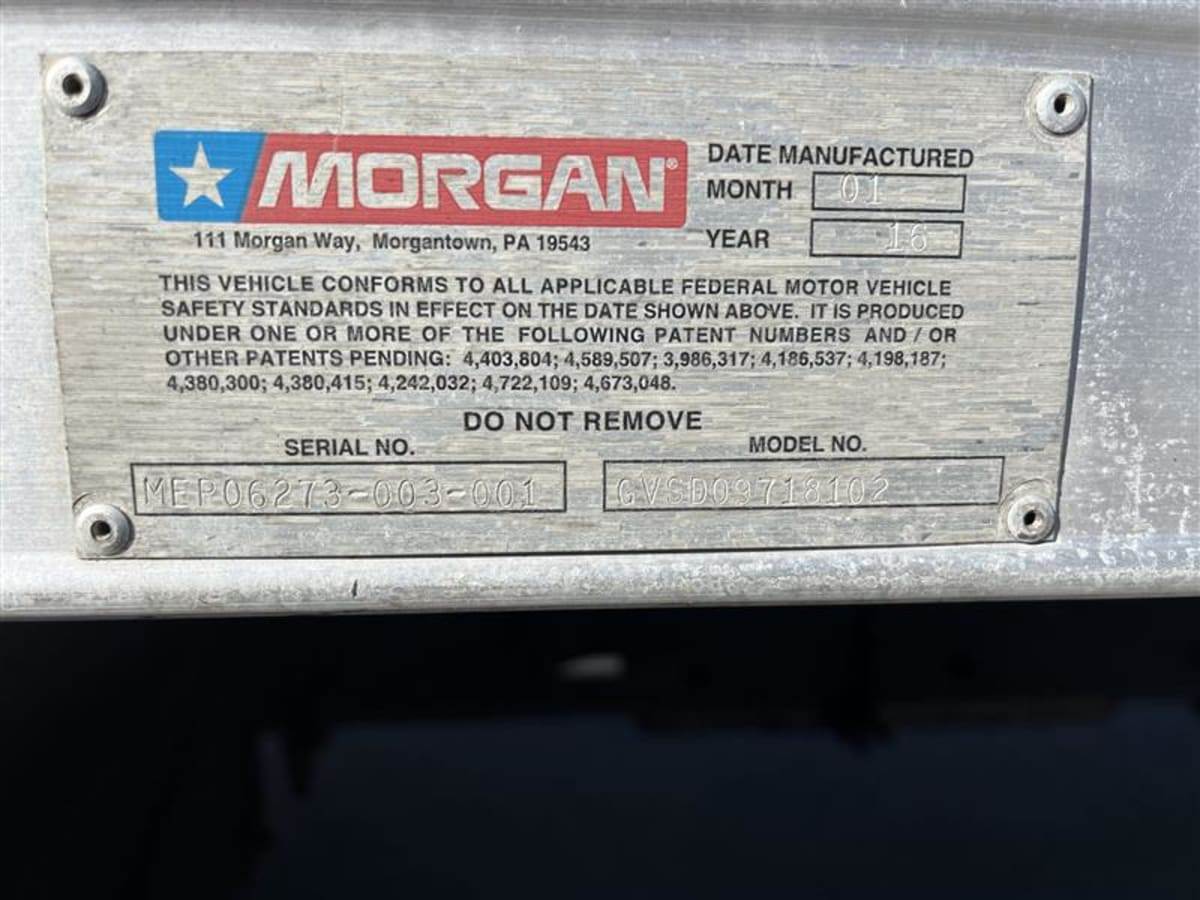 MORGAN®
111 Morgan Way, Morgantown, PA 19543
DATE MANUFACTURED
MONTH 01
YEAR 16
THIS VEHICLE CONFORMS TO ALL APPLICABLE FEDERAL MOTOR VEHICLE
SAFETY STANDARDS IN EFFECT ON THE DATE SHOWN ABOVE. IT IS PRODUCED
UNDER ONE OR MORE OF THE FOLLOWING PATENT NUMBERS AND / OR
OTHER PATENTS PENDING: 4,403,804; 4,589,507; 3,986,317; 4,186,537; 4,198,187;
4,380,300; 4,380,415; 4,242,032; 4,722,109; 4,673,048.
DO NOT REMOVE
SERIAL NO. MODEL NO.
MEP06273-003-001 GVSD09718102